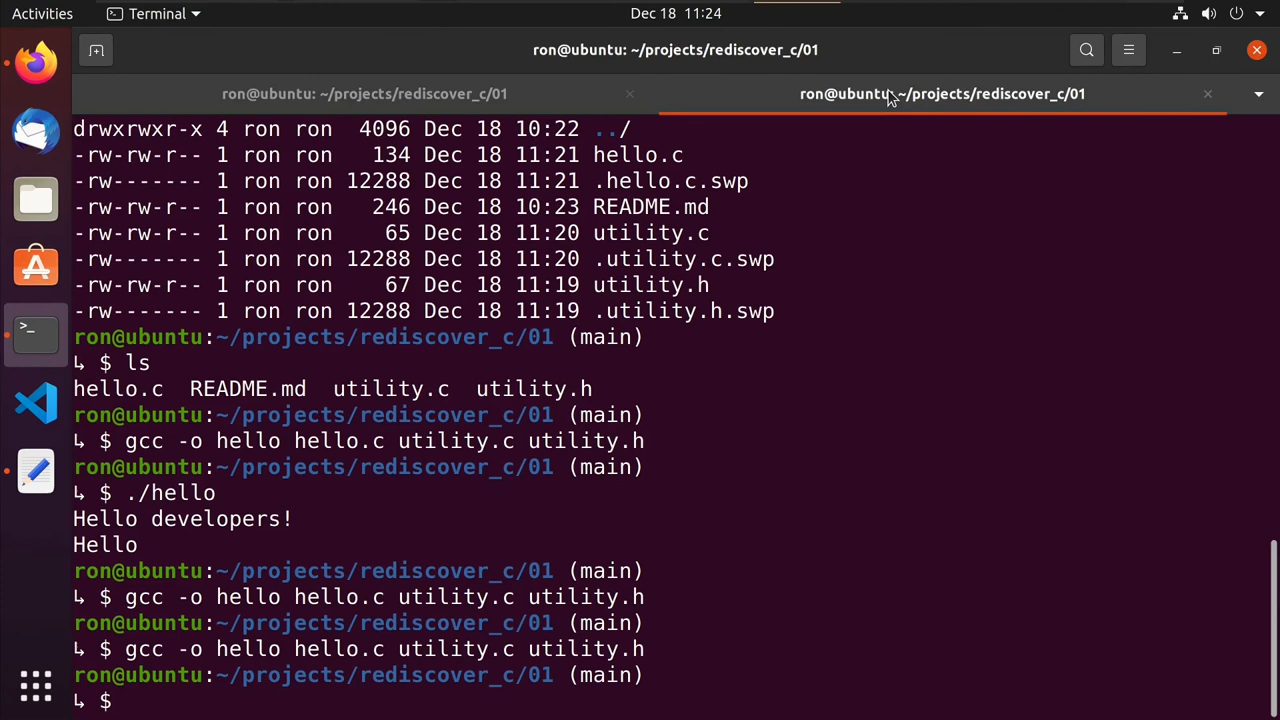 Activities
Terminal
Dec 18 11:24
ron@ubuntu: ~/projects/rediscover_c/01
ron@ubuntu: ~/projects/rediscover_c/01
ron@ubuntu: ~/projects/rediscover_c/01
drwxrwxr-x 4 ron ron  4096 Dec 18 10:22 ../
-rw-rw-r-- 1 ron ron   134 Dec 18 11:21 hello.c
-rw------- 1 ron ron 12288 Dec 18 11:21 .hello.c.swp
-rw-rw-r-- 1 ron ron   246 Dec 18 10:23 README.md
-rw-rw-r-- 1 ron ron    65 Dec 18 11:20 utility.c
-rw------- 1 ron ron 12288 Dec 18 11:20 .utility.c.swp
-rw-rw-r-- 1 ron ron    67 Dec 18 11:19 utility.h
-rw------- 1 ron ron 12288 Dec 18 11:19 .utility.h.swp
ron@ubuntu:~/projects/rediscover_c/01 (main)
↳ $ ls
hello.c  README.md  utility.c  utility.h
ron@ubuntu:~/projects/rediscover_c/01 (main)
↳ $ gcc -o hello hello.c utility.c utility.h
ron@ubuntu:~/projects/rediscover_c/01 (main)
↳ $ ./hello
Hello developers!
Hello
ron@ubuntu:~/projects/rediscover_c/01 (main)
↳ $ gcc -o hello hello.c utility.c utility.h
ron@ubuntu:~/projects/rediscover_c/01 (main)
↳ $ gcc -o hello hello.c utility.c utility.h
ron@ubuntu:~/projects/rediscover_c/01 (main)
↳ $